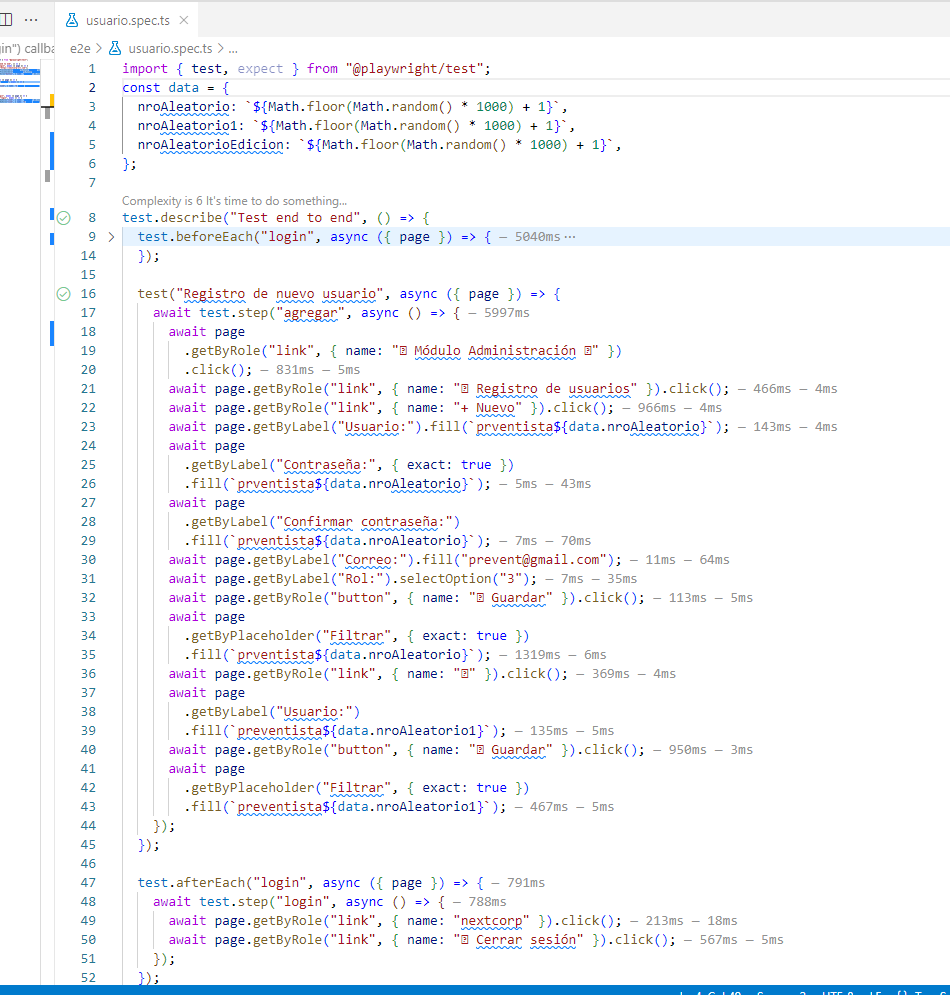 usuario.spec.ts
gin") callba
e2e > usuario.spec.ts > ...
1 import { test, expect } from "@playwright/test";
2 const data = {
3 nroAleatorio: `${Math.floor(Math.random() * 1000) + 1}`,
4 nroAleatorio1: `${Math.floor(Math.random() * 1000) + 1}`,
5 nroAleatorioEdicion: `${Math.floor(Math.random() * 1000) + 1}`,
6 };
7
Complexity is 6 It's time to do something...
8 test.describe("Test end to end", () => {
9 test.beforeEach("login", async ({ page }) => { — 5040ms ···
14 });
15
16 test("Registro de nuevo usuario", async ({ page }) => {
17 await test.step("agregar", async () => { — 5997ms
18 await page
19 .getByRole("link", { name: " Módulo Administración " })
20 .click(); — 831ms — 5ms
21 await page.getByRole("link", { name: " Registro de usuarios" }).click(); — 466ms — 4ms
22 await page.getByRole("link", { name: "+ Nuevo" }).click(); — 966ms — 4ms
23 await page.getByLabel("Usuario:").fill(`prventista${data.nroAleatorio}`); — 143ms — 4ms
24 await page
25 .getByLabel("Contraseña:", { exact: true })
26 .fill(`prventista${data.nroAleatorio}`); — 5ms — 43ms
27 await page
28 .getByLabel("Confirmar contraseña:")
29 .fill(`prventista${data.nroAleatorio}`); — 7ms — 70ms
30 await page.getByLabel("Correo:").fill("prevent@gmail.com"); — 11ms — 64ms
31 await page.getByLabel("Rol:").selectOption("3"); — 7ms — 35ms
32 await page.getByRole("button", { name: " Guardar" }).click(); — 113ms — 5ms
33 await page
34 .getByPlaceholder("Filtrar", { exact: true })
35 .fill(`prventista${data.nroAleatorio}`); — 1319ms — 6ms
36 await page.getByRole("link", { name: "" }).click(); — 369ms — 4ms
37 await page
38 .getByLabel("Usuario:")
39 .fill(`preventista${data.nroAleatorio1}`); — 135ms — 5ms
40 await page.getByRole("button", { name: " Guardar" }).click(); — 950ms — 3ms
41 await page
42 .getByPlaceholder("Filtrar", { exact: true })
43 .fill(`preventista${data.nroAleatorio1}`); — 467ms — 5ms
44 });
45 });
46
47 test.afterEach("login", async ({ page }) => { — 791ms
48 await test.step("login", async () => { — 788ms
49 await page.getByRole("link", { name: "nextcorp" }).click(); — 213ms — 18ms
50 await page.getByRole("link", { name: " Cerrar sesión" }).click(); — 567ms — 5ms
51 });
52 });